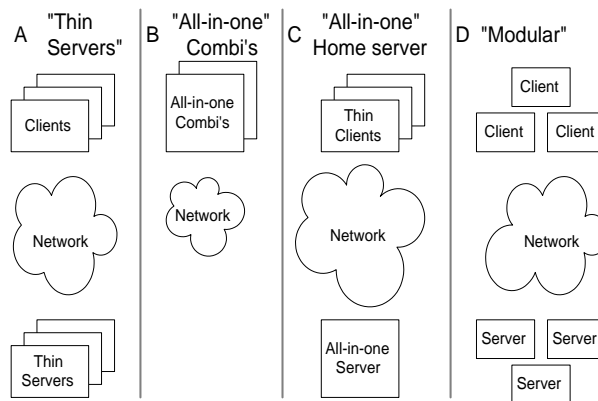 A "Thin
Servers"
Clients
Network
Thin
Servers
B "All-in-one"
Combi's
All-in-one
Combi's
Network
C "All-in-one"
Home server
Thin
Clients
Network
All-in-one
Server
D "Modular"
Client
Client Client
Network
Server Server
Server